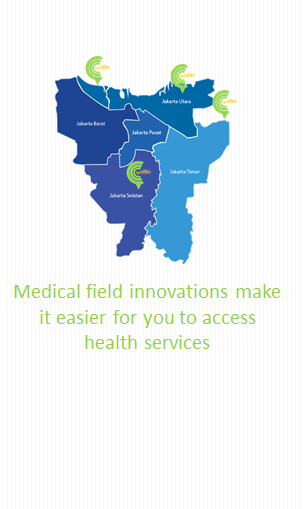 Jakarta Utara
Jakarta Barat
Jakarta Pusat
Jakarta Timur
Jakarta Selatan
Medical field innovations make
it easier for you to access
health services